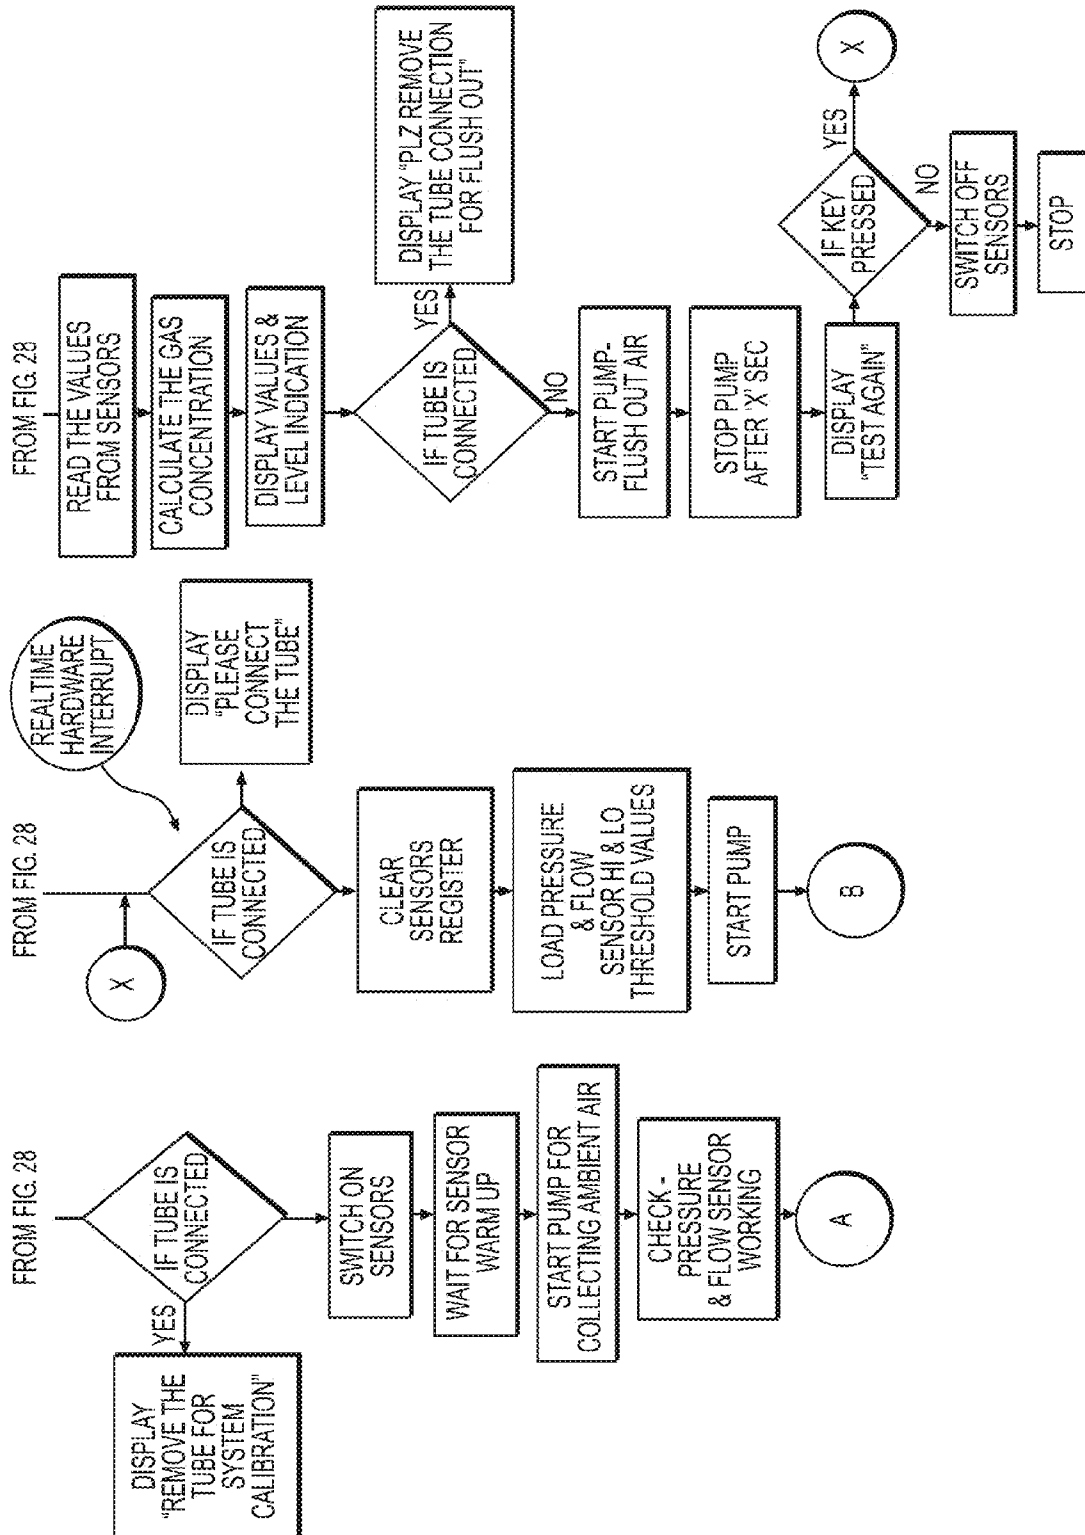 FROM FIG. 28
IF TUBE IS
CONNECTED
YES
DISPLAY
"REMOVE THE
TUBE FOR
SYSTEM
CALIBRATION"
SWITCH ON
SENSORS
WAIT FOR SENSOR
WARM UP
START PUMP FOR
COLLECTING AMBIENT AIR
CHECK -
PRESSURE
& FLOW SENSOR
WORKING
A
FROM FIG. 28
X
REALTIME
HARDWARE
INTERRUPT
IF TUBE IS
CONNECTED
DISPLAY
"PLEASE
CONNECT
THE TUBE"
CLEAR
SENSORS
REGISTER
LOAD PRESSURE
& FLOW
SENSOR HI & LO
THRESHOLD VALUES
START PUMP
B
FROM FIG. 28
READ THE VALUES
FROM SENSORS
CALCULATE THE GAS
CONCENTRATION
DISPLAY VALUES &
LEVEL INDICATION
IF TUBE IS
CONNECTED
YES
DISPLAY "PLZ REMOVE
THE TUBE CONNECTION
FOR FLUSH OUT"
NO
START PUMP-
FLUSH OUT AIR
STOP PUMP
AFTER 'X' SEC
DISPLAY
"TEST AGAIN"
IF KEY
PRESSED
YES
X
NO
SWITCH OFF
SENSORS
STOP